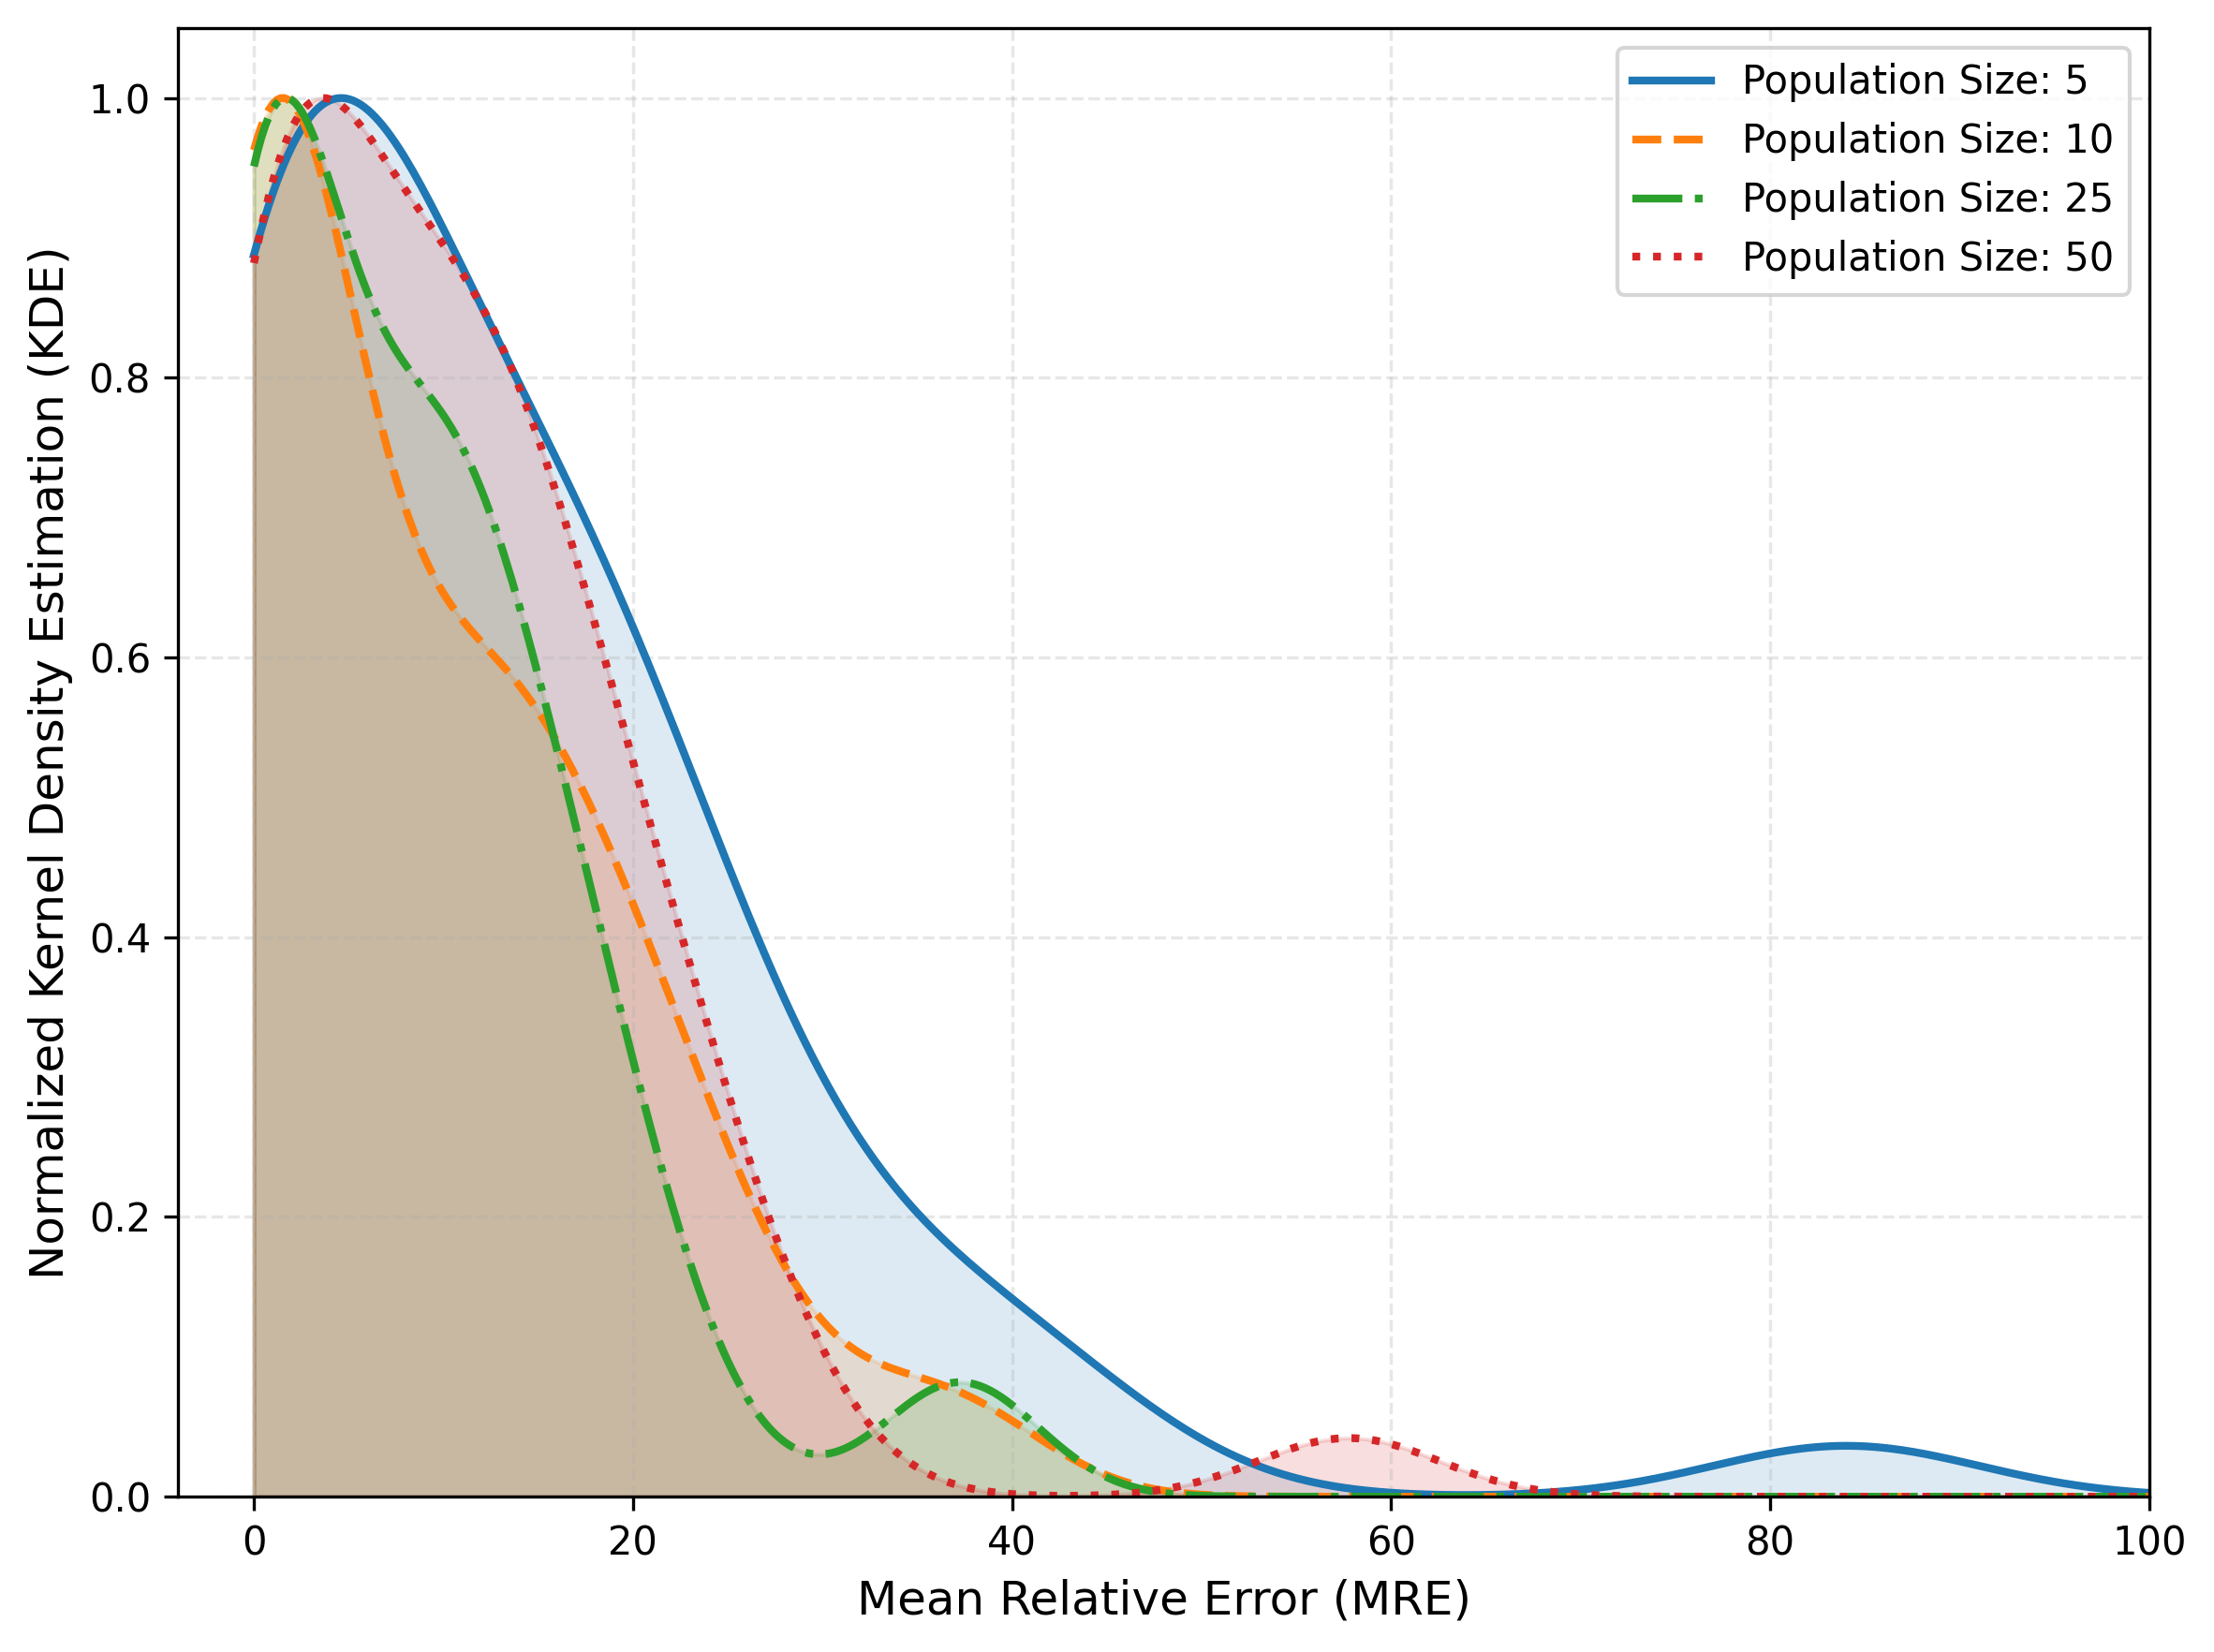 Normalized Kernel Density Estimation (KDE)
1.0
0.8
0.6
0.4
0.2
0.0
Population Size: 5
Population Size: 10
Population Size: 25
Population Size: 50
0 20 40 60 80 100
Mean Relative Error (MRE)